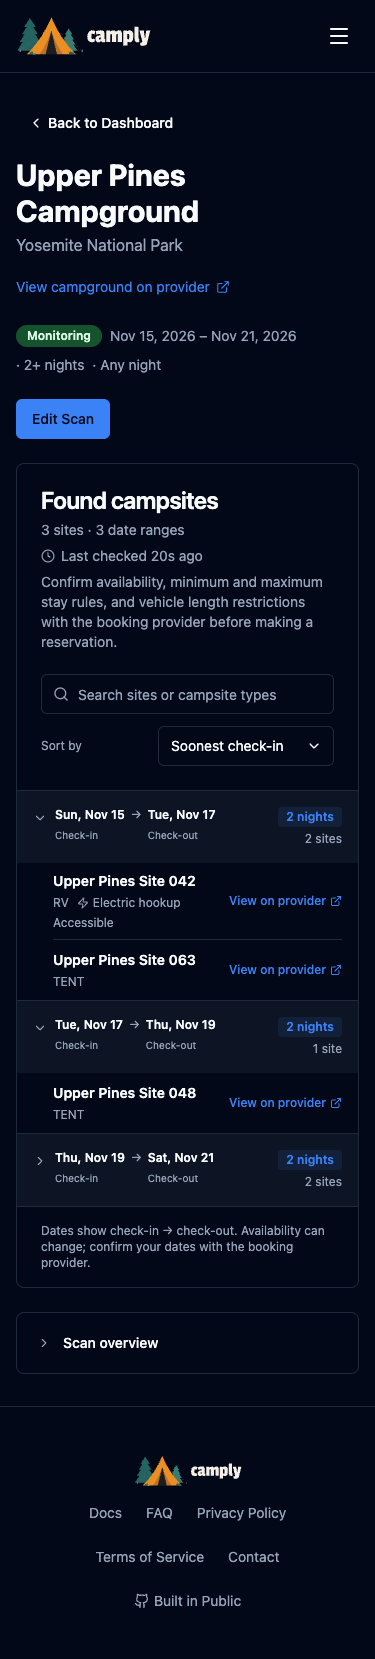 camply
Back to Dashboard
Upper Pines
Campground
Yosemite National Park
View campground on provider
Monitoring Nov 15, 2026 – Nov 21, 2026
· 2+ nights · Any night
Edit Scan
Found campsites
3 sites · 3 date ranges
Last checked 20s ago
Confirm availability, minimum and maximum
stay rules, and vehicle length restrictions
with the booking provider before making a
reservation.
Search sites or campsite types
Sort by Soonest check-in
Sun, Nov 15 → Tue, Nov 17 2 nights
Check-in Check-out 2 sites
Upper Pines Site 042
RV Electric hookup View on provider
Accessible
Upper Pines Site 063
TENT View on provider
Tue, Nov 17 → Thu, Nov 19 2 nights
Check-in Check-out 1 site
Upper Pines Site 048
TENT View on provider
Thu, Nov 19 → Sat, Nov 21 2 nights
Check-in Check-out 2 sites
Dates show check-in → check-out. Availability can
change; confirm your dates with the booking
provider.
Scan overview
camply
Docs FAQ Privacy Policy
Terms of Service Contact
Built in Public